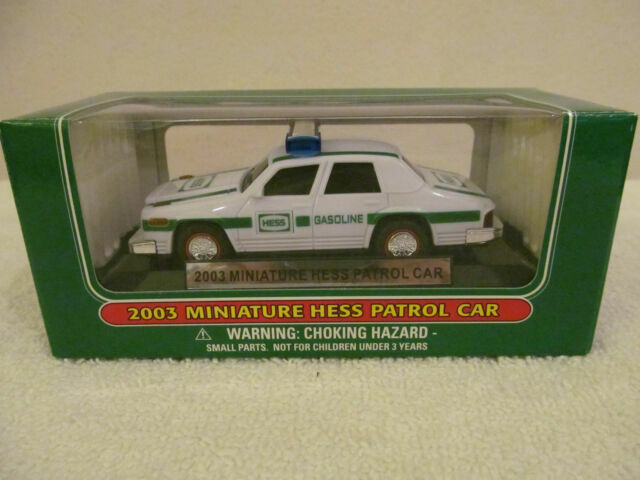 HESS GASOLINE
2003 MINIATURE HESS PATROL CAR
2003 MINIATURE HESS PATROL CAR
WARNING: CHOKING HAZARD -
SMALL PARTS. NOT FOR CHILDREN UNDER 3 YEARS